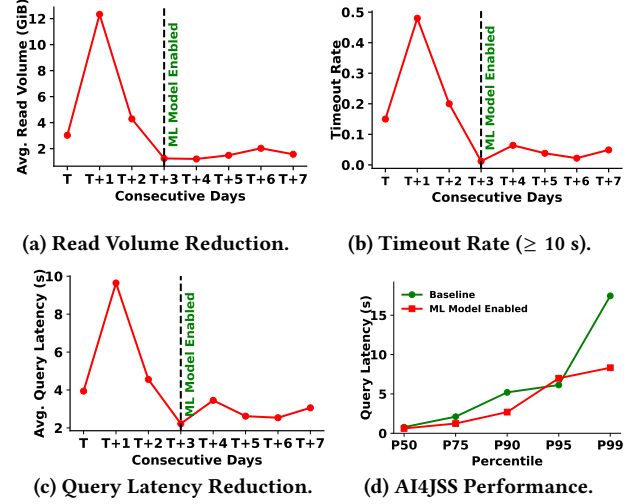 Avg. Read Volume (GiB)
12
10
8
6
4
2
T T+1 T+2 T+3 T+4 T+5 T+6 T+7
Consecutive Days
ML Model Enabled
(a) Read Volume Reduction.
Timeout Rate
0.5
0.4
0.3
0.2
0.1
0.0
T T+1 T+2 T+3 T+4 T+5 T+6 T+7
Consecutive Days
ML Model Enabled
(b) Timeout Rate (≥ 10 s).
Avg. Query Latency (s)
10
8
6
4
2
T T+1 T+2 T+3 T+4 T+5 T+6 T+7
Consecutive Days
ML Model Enabled
(c) Query Latency Reduction.
Query Latency (s)
15
10
5
0
P50 P75 P90 P95 P99
Percentile
Baseline
ML Model Enabled
(d) AI4JSS Performance.